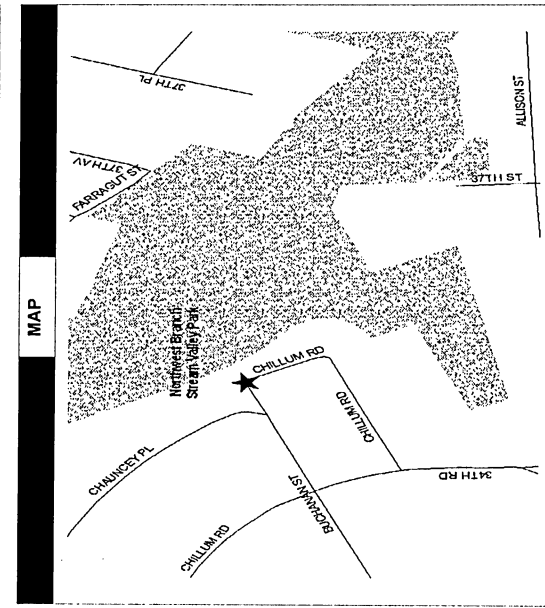 MAP
37TH PL
37TH AV
FARRAGUT ST
ALLISON ST
37TH ST
Northwest Branch
Stream Valley Park
CHILLUM RD
CHILLUM RD
CHAUNCEY PL
BUCHANAN ST
34TH RD
CHILLUM RD